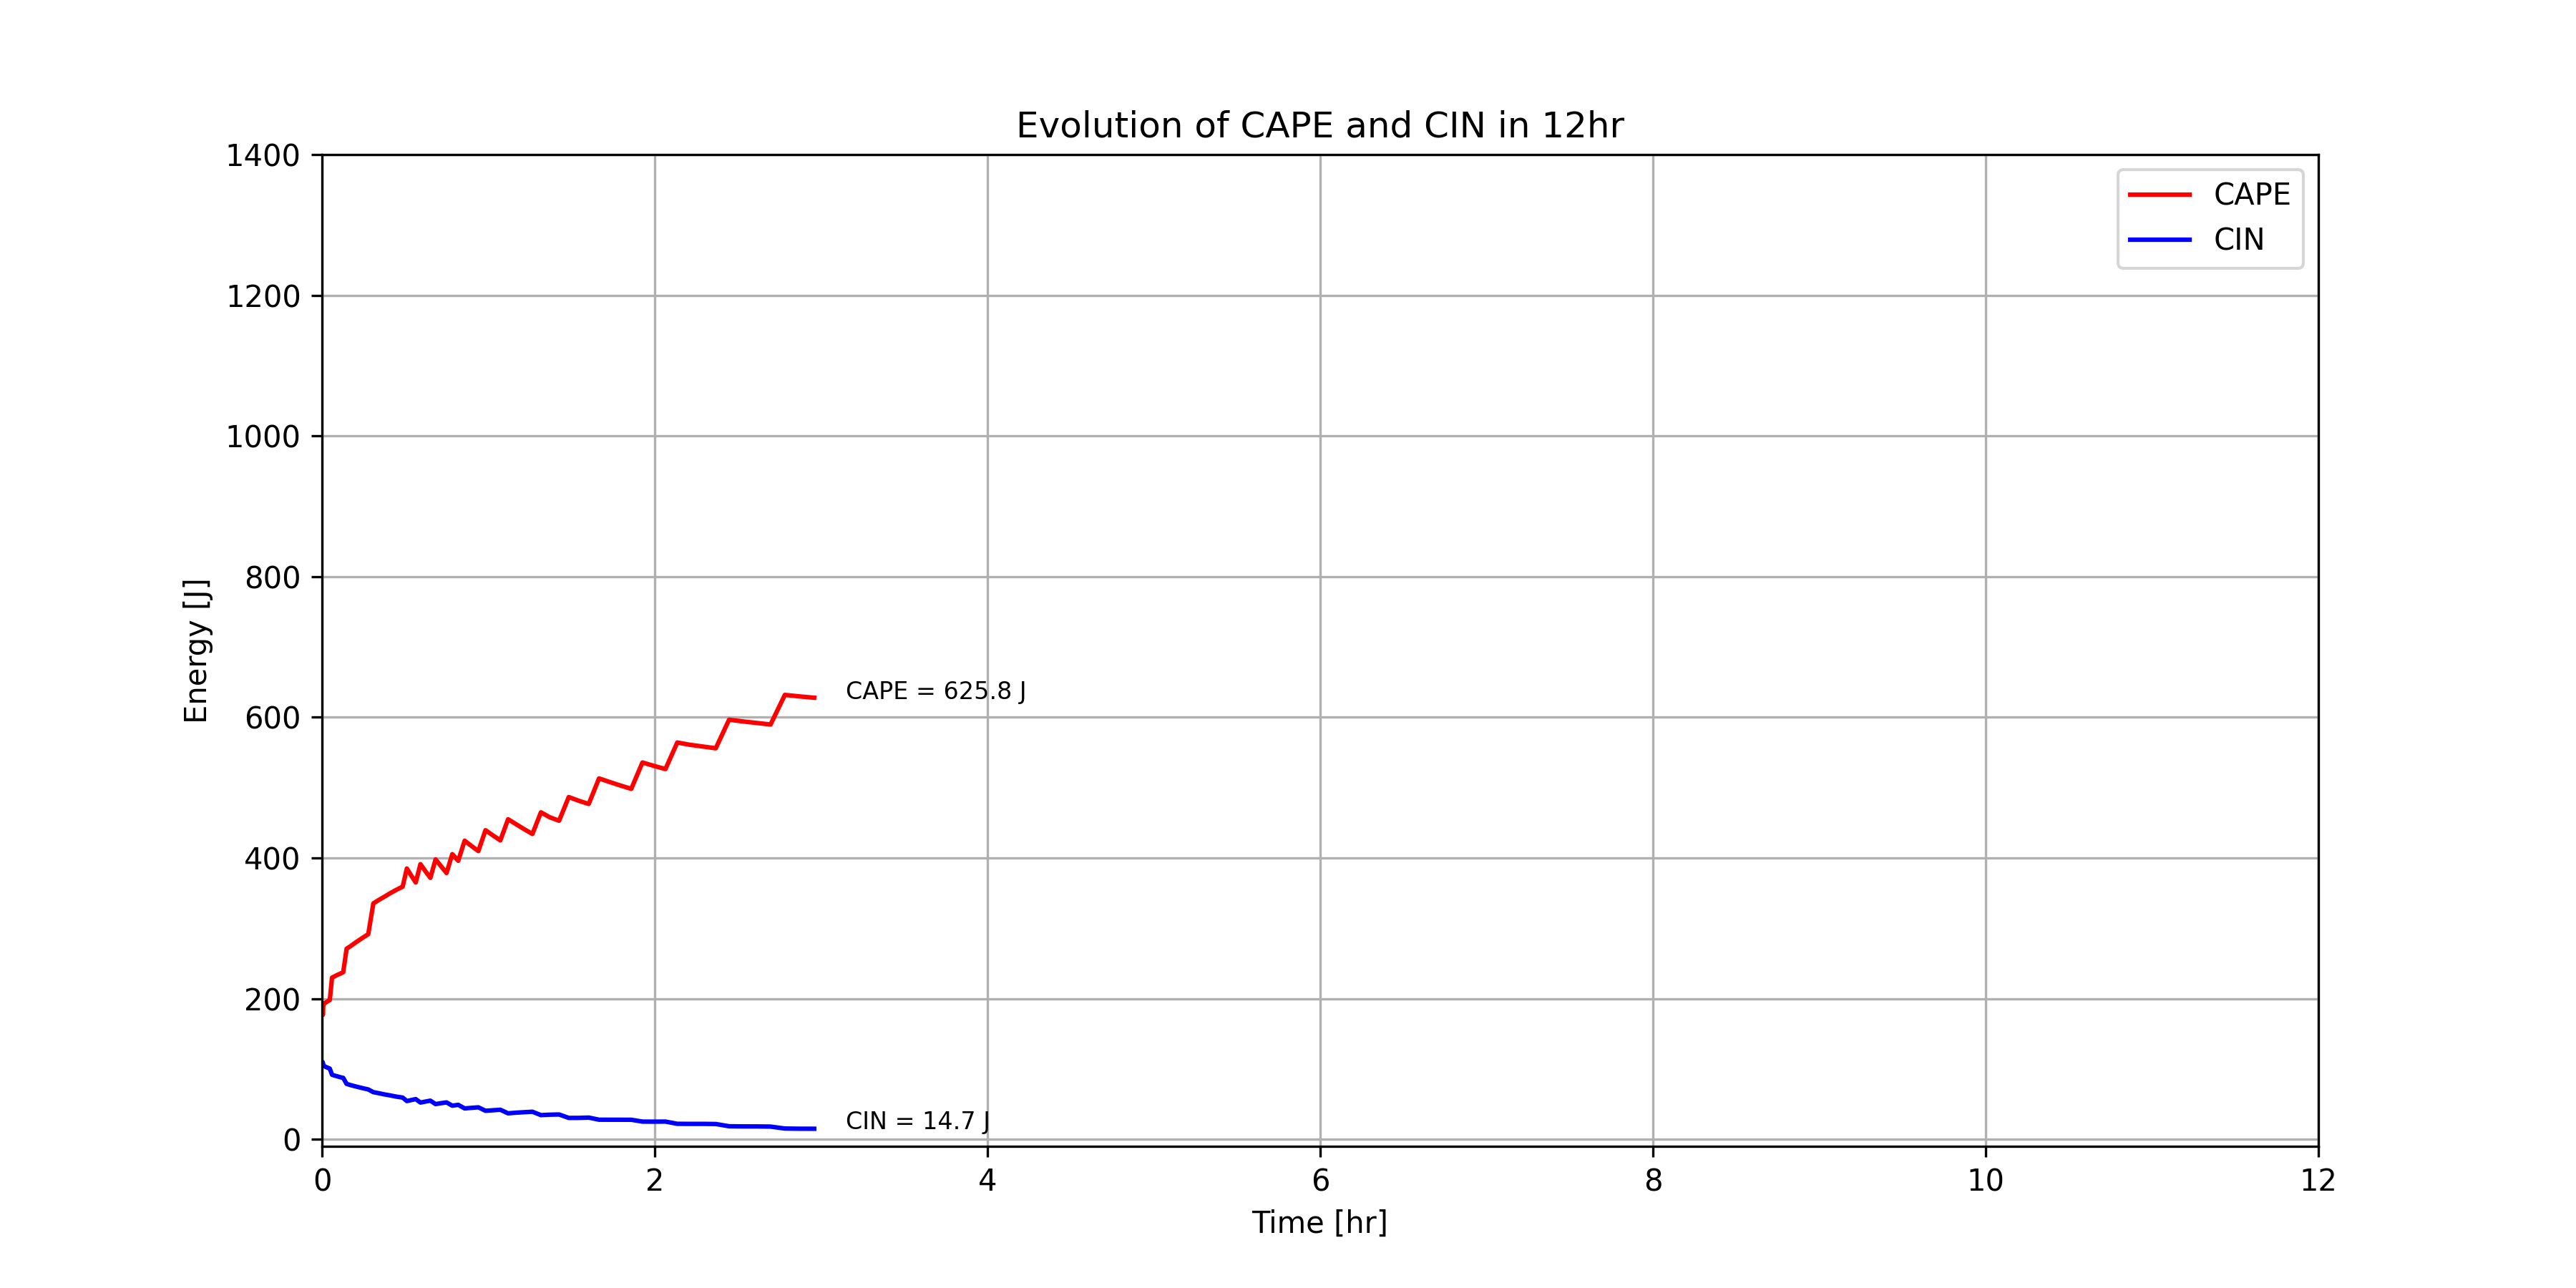 Evolution of CAPE and CIN in 12hr
1400
1200
1000
800
600
400
200
0
Energy [J]
CAPE
CIN
CAPE = 625.8 J
CIN = 14.7 J
0 2 4 6 8 10 12
Time [hr]